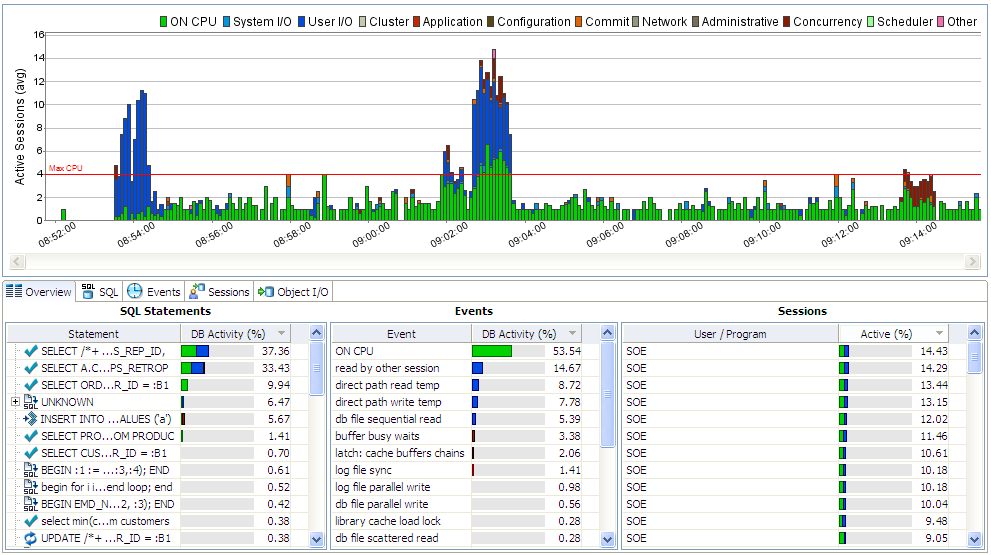 ON CPU System I/O User I/O Cluster Application Configuration Commit Network Administrative Concurrency Scheduler Other
Active Sessions (avg)
16
14
12
10
8
6
4
2
0
Max CPU
08:52:00 08:54:00 08:56:00 08:58:00 09:00:00 09:02:00 09:04:00 09:06:00 09:08:00 09:10:00 09:12:00 09:14:00
Overview SQL Events Sessions Object I/O
SQL Statements
Statement DB Activity (%)
SELECT /*+ ...S_REP_ID, 37.36
SELECT A.C...PS_RETROP 33.43
SELECT ORD...R_ID = :B1 9.94
UNKNOWN 6.47
INSERT INTO ...ALUES ('a') 5.67
SELECT PRO...OM PRODUC 1.41
SELECT CUS...R_ID = :B1 0.70
BEGIN :1 := ...:3,:4); END 0.61
begin for i i...end loop; end 0.52
BEGIN EMD_N...2, :3); END 0.42
select min(c...m customers 0.38
UPDATE /*+ ...R_ID = :B1 0.38
Events
Event DB Activity (%)
ON CPU 53.54
read by other session 14.67
direct path read temp 8.72
direct path write temp 7.78
db file sequential read 5.39
buffer busy waits 3.38
latch: cache buffers chains 2.06
log file sync 1.41
log file parallel write 0.98
db file parallel write 0.56
library cache load lock 0.28
db file scattered read 0.28
Sessions
User / Program Active (%)
SOE 14.43
SOE 14.29
SOE 13.44
SOE 13.15
SOE 12.02
SOE 11.46
SOE 10.61
SOE 10.18
SOE 10.18
SOE 10.04
SOE 9.48
SOE 9.05